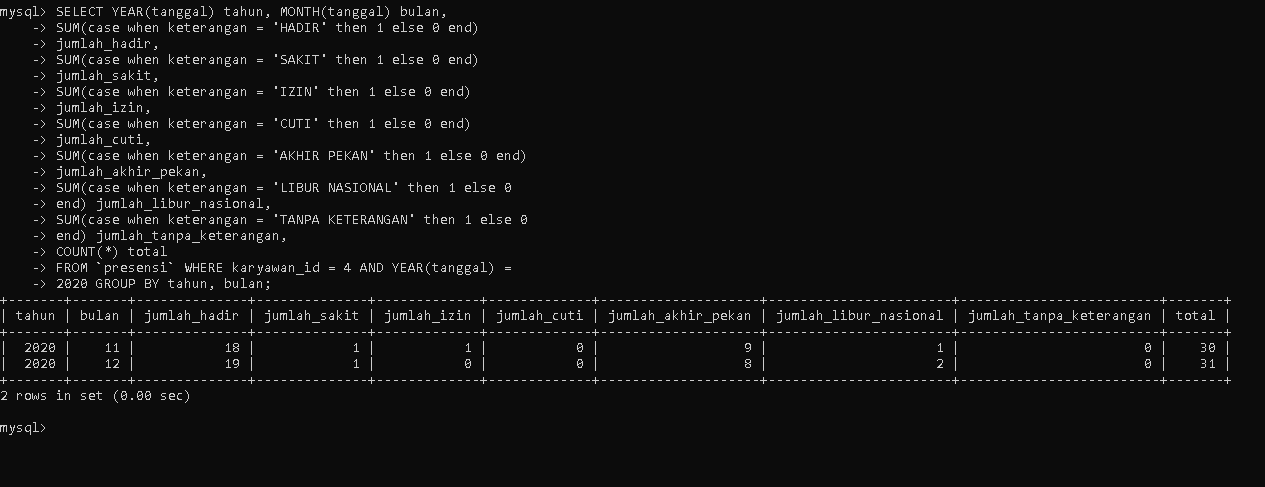 mysql> SELECT YEAR(tanggal) tahun, MONTH(tanggal) bulan,
    -> SUM(case when keterangan = 'HADIR' then 1 else 0 end)
    -> jumlah_hadir,
    -> SUM(case when keterangan = 'SAKIT' then 1 else 0 end)
    -> jumlah_sakit,
    -> SUM(case when keterangan = 'IZIN' then 1 else 0 end)
    -> jumlah_izin,
    -> SUM(case when keterangan = 'CUTI' then 1 else 0 end)
    -> jumlah_cuti,
    -> SUM(case when keterangan = 'AKHIR PEKAN' then 1 else 0 end)
    -> jumlah_akhir_pekan,
    -> SUM(case when keterangan = 'LIBUR NASIONAL' then 1 else 0
    -> end) jumlah_libur_nasional,
    -> SUM(case when keterangan = 'TANPA KETERANGAN' then 1 else 0
    -> end) jumlah_tanpa_keterangan,
    -> COUNT(*) total
    -> FROM `presensi` WHERE karyawan_id = 4 AND YEAR(tanggal) =
    -> 2020 GROUP BY tahun, bulan;
+-------+-------+--------------+--------------+-------------+-------------+--------------------+-----------------------+-------------------------+-------+
| tahun | bulan | jumlah_hadir | jumlah_sakit | jumlah_izin | jumlah_cuti | jumlah_akhir_pekan | jumlah_libur_nasional | jumlah_tanpa_keterangan | total |
+-------+-------+--------------+--------------+-------------+-------------+--------------------+-----------------------+-------------------------+-------+
|  2020 |    11 |           18 |            1 |           1 |           0 |                  9 |                     1 |                       0 |    30 |
|  2020 |    12 |           19 |            1 |           0 |           0 |                  8 |                     2 |                       0 |    31 |
+-------+-------+--------------+--------------+-------------+-------------+--------------------+-----------------------+-------------------------+-------+
2 rows in set (0.00 sec)
mysql>